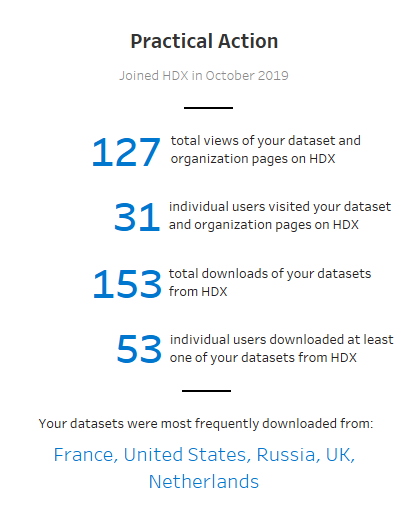 Practical Action
Joined HDX in October 2019
127 total views of your dataset and
organization pages on HDX
31 individual users visited your dataset
and organization pages on HDX
153 total downloads of your datasets
from HDX
53 individual users downloaded at least
one of your datasets from HDX
Your datasets were most frequently downloaded from:
France, United States, Russia, UK,
Netherlands